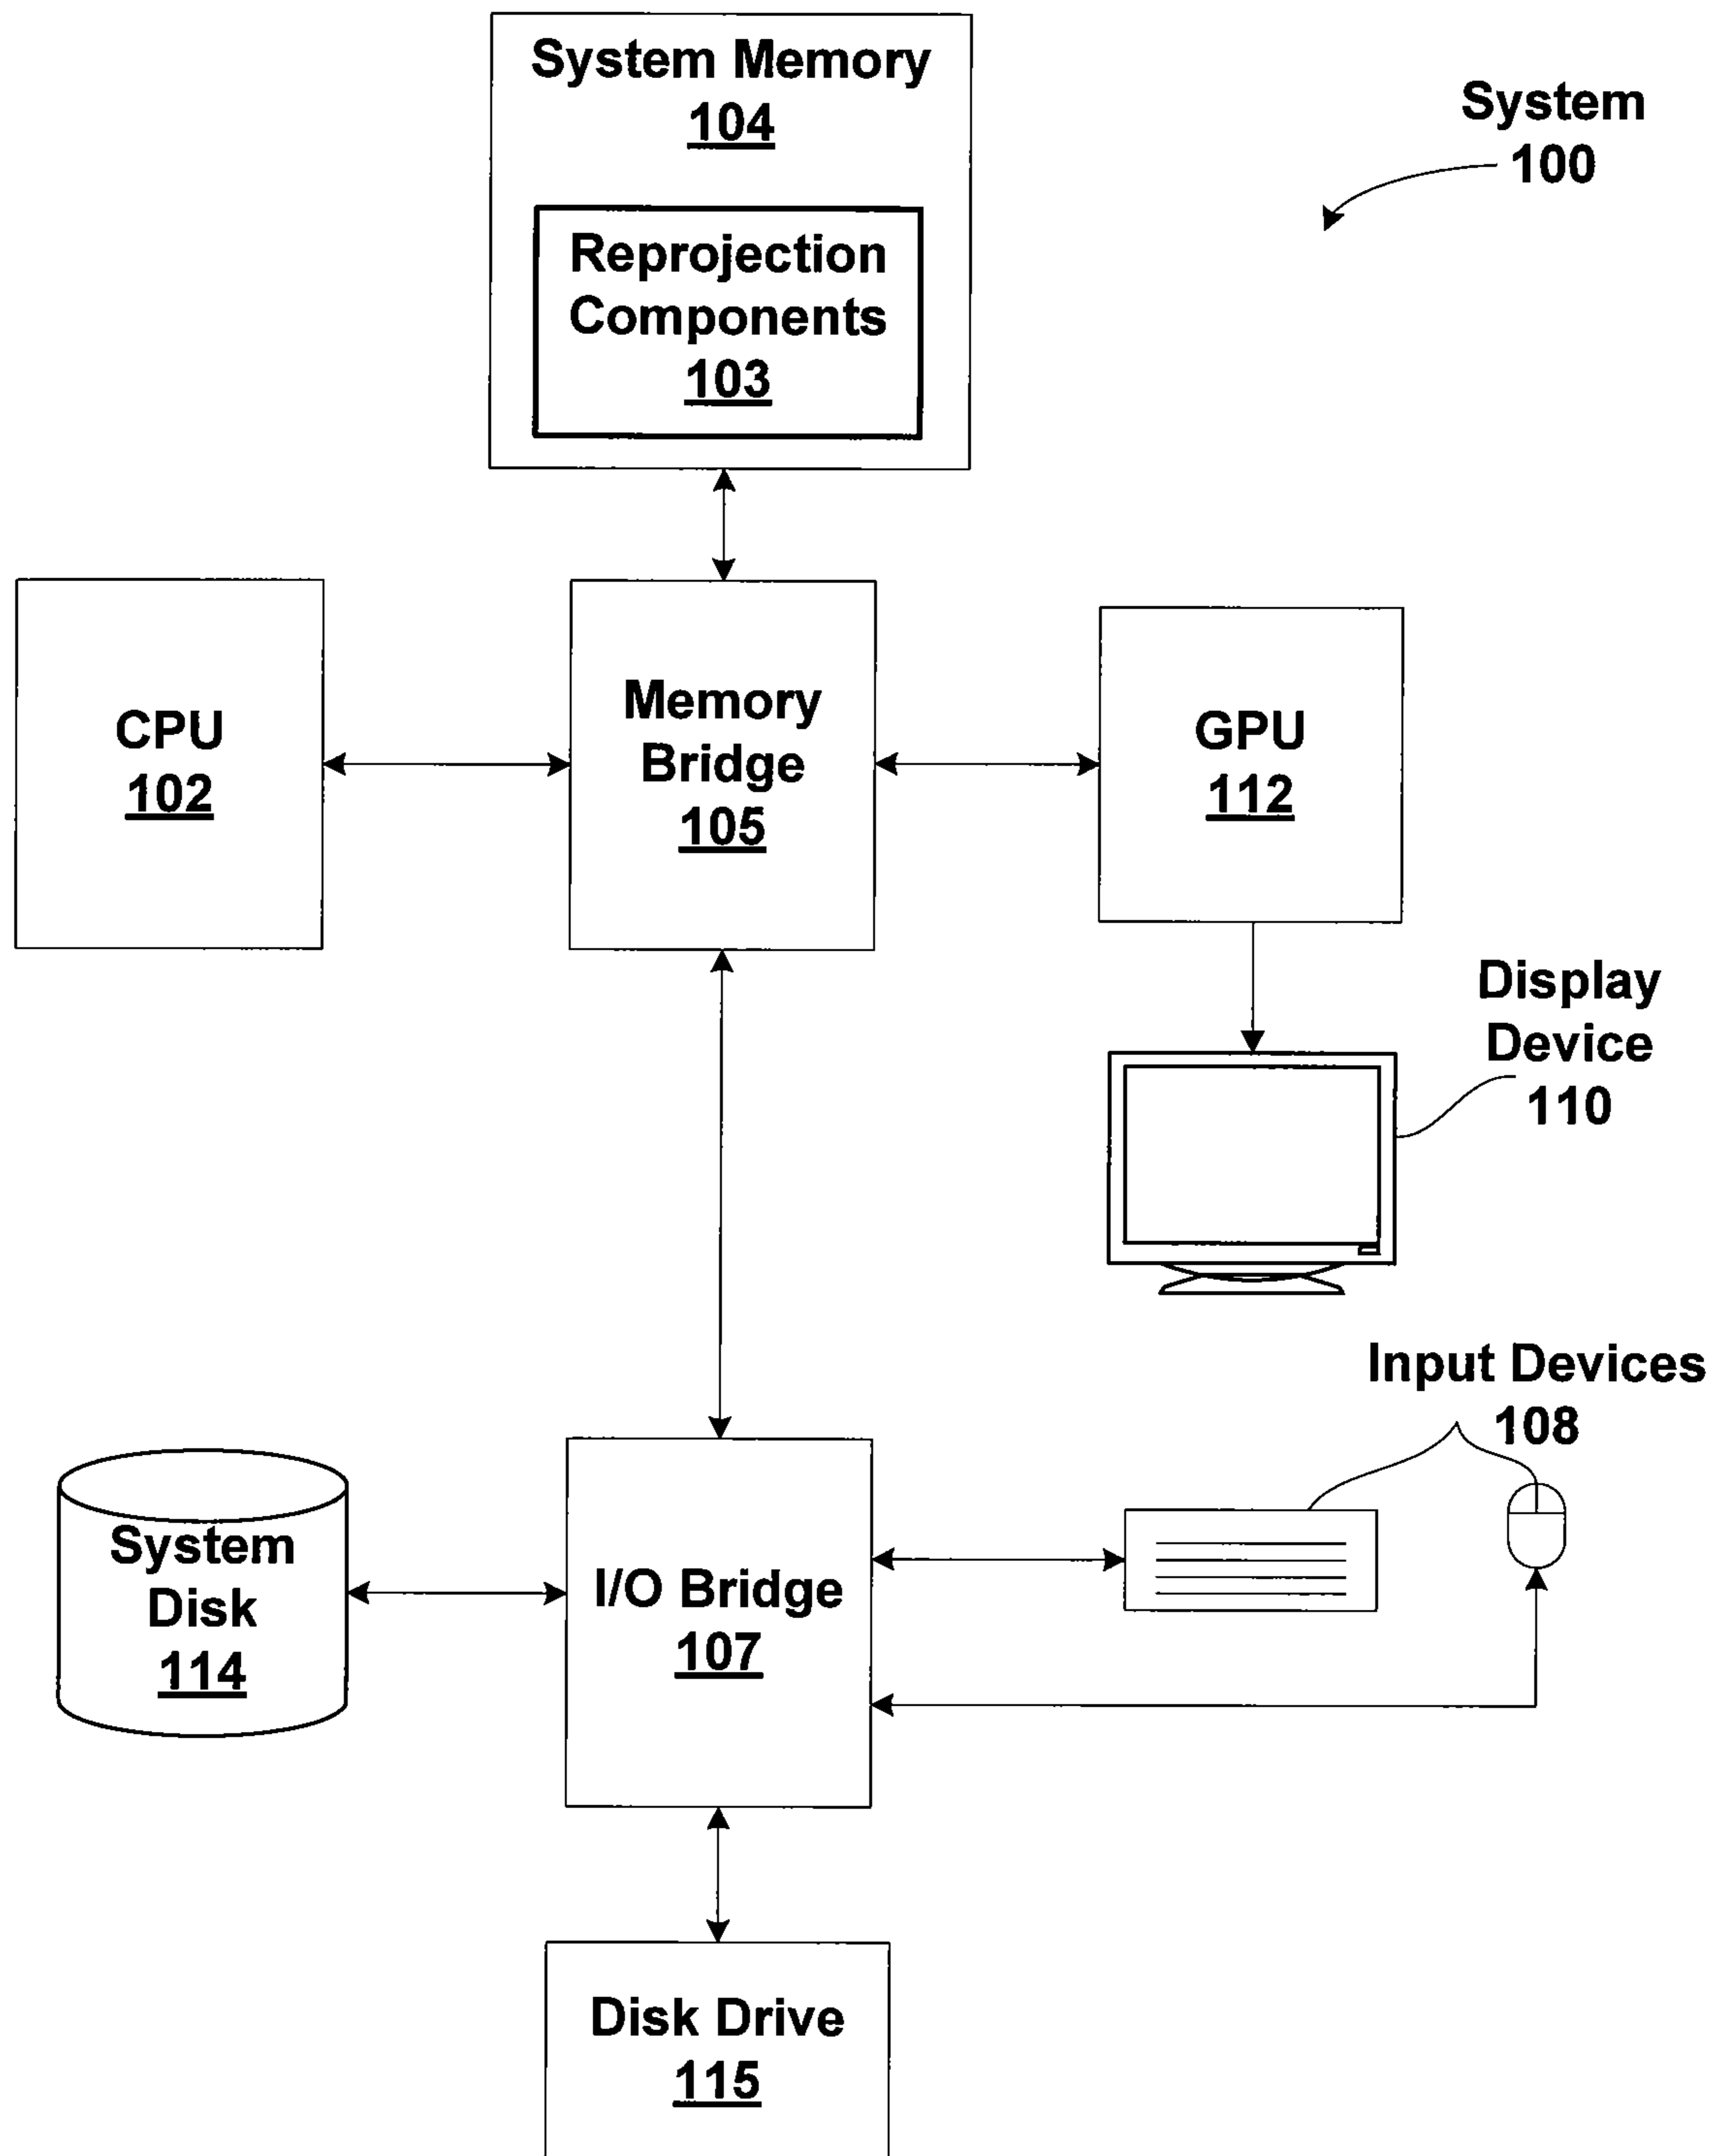 System Memory
104
Reprojection
Components
103
System
100
CPU
102
Memory
Bridge
105
GPU
112
Display
Device
110
Input Devices
108
System
Disk
114
I/O Bridge
107
Disk Drive
115